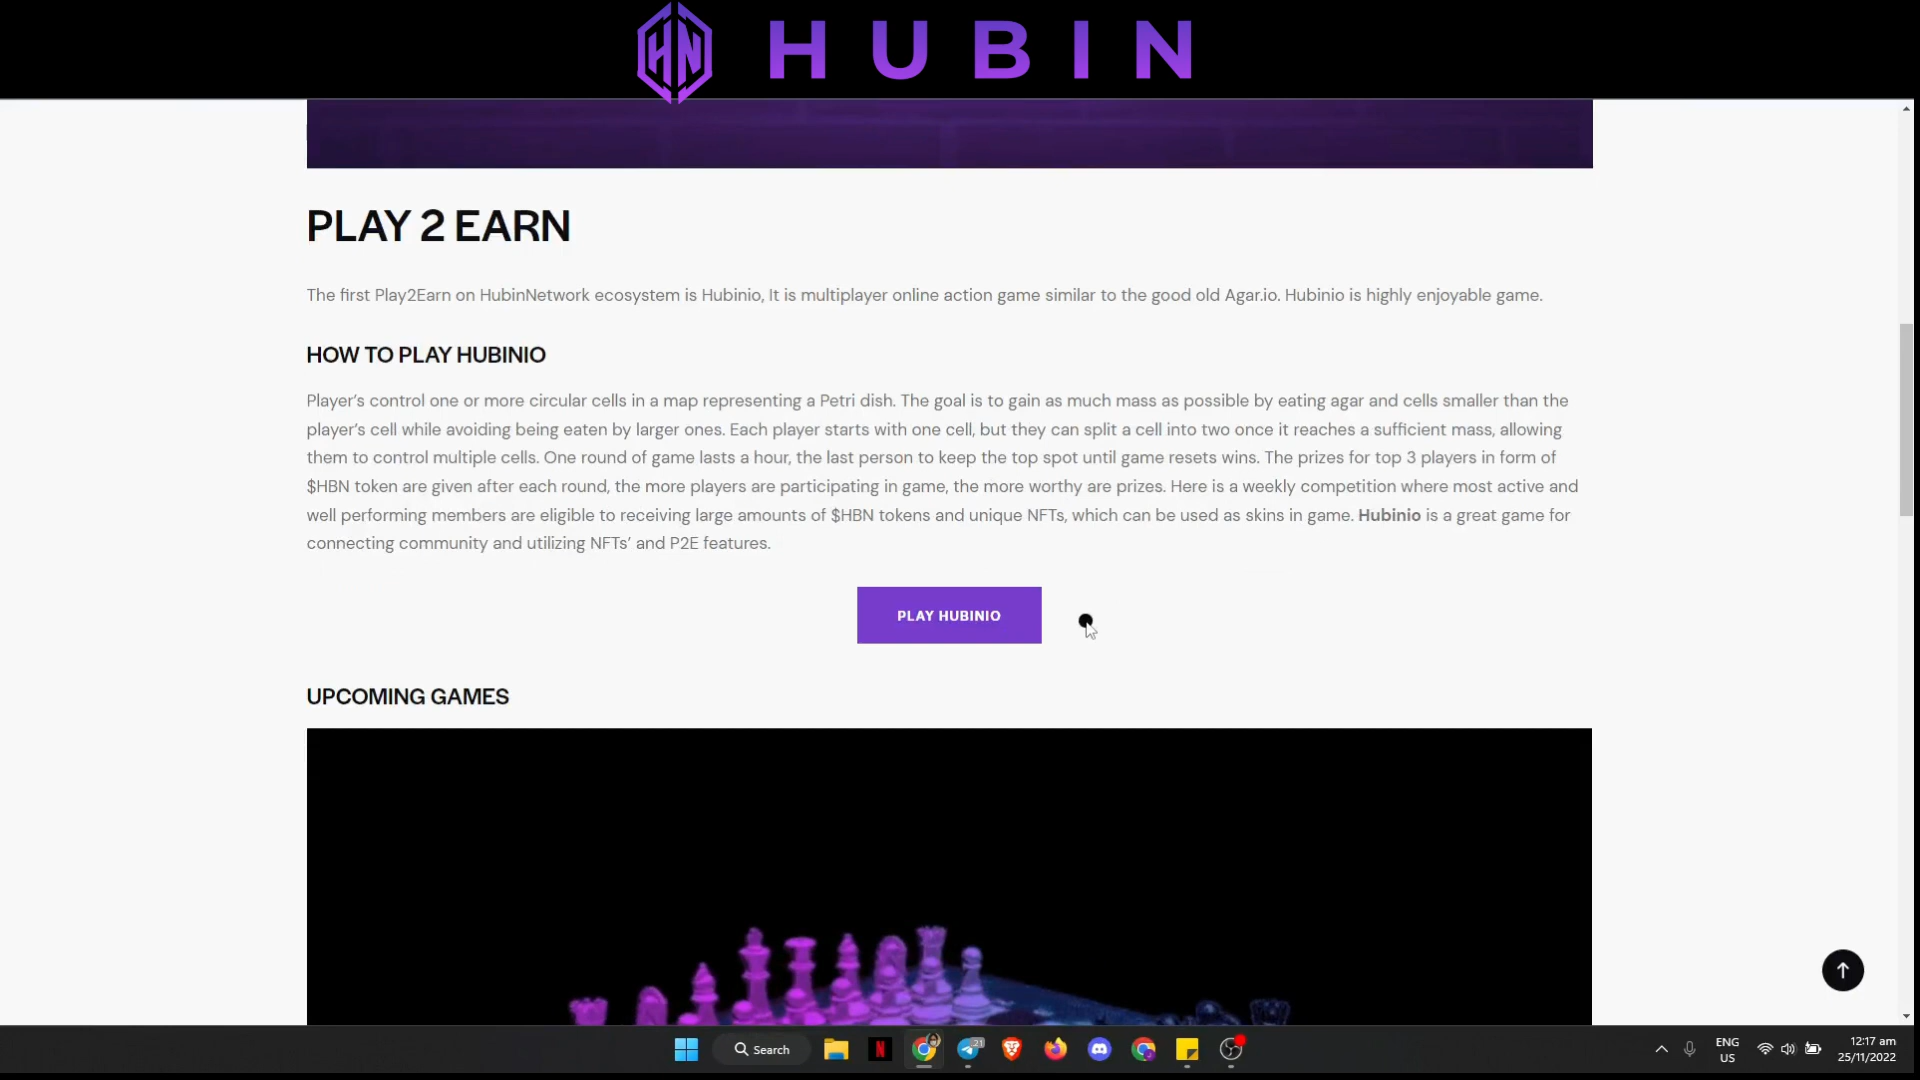 HUBIN
PLAY 2 EARN
The first Play2Earn on HubinNetwork ecosystem is Hubinio, It is multiplayer online action game similar to the good old Agar.io. Hubinio is highly enjoyable game.
HOW TO PLAY HUBINIO
Player's control one or more circular cells in a map representing a Petri dish. The goal is to gain as much mass as possible by eating agar and cells smaller than the
player's cell while avoiding being eaten by larger ones. Each player starts with one cell, but they can split a cell into two once it reaches a sufficient mass, allowing
them to control multiple cells. One round of game lasts a hour, the last person to keep the top spot until game resets wins. The prizes for top 3 players in form of
$HBN token are given after each round, the more players are participating in game, the more worthy are prizes. Here is a weekly competition where most active and
well performing members are eligible to receiving large amounts of $HBN tokens and unique NFTs, which can be used as skins in game. Hubinio is a great game for
connecting community and utilizing NFTs' and P2E features.
PLAY HUBINIO
UPCOMING GAMES
Search
21
ENG
US
12:17 am
25/11/2022